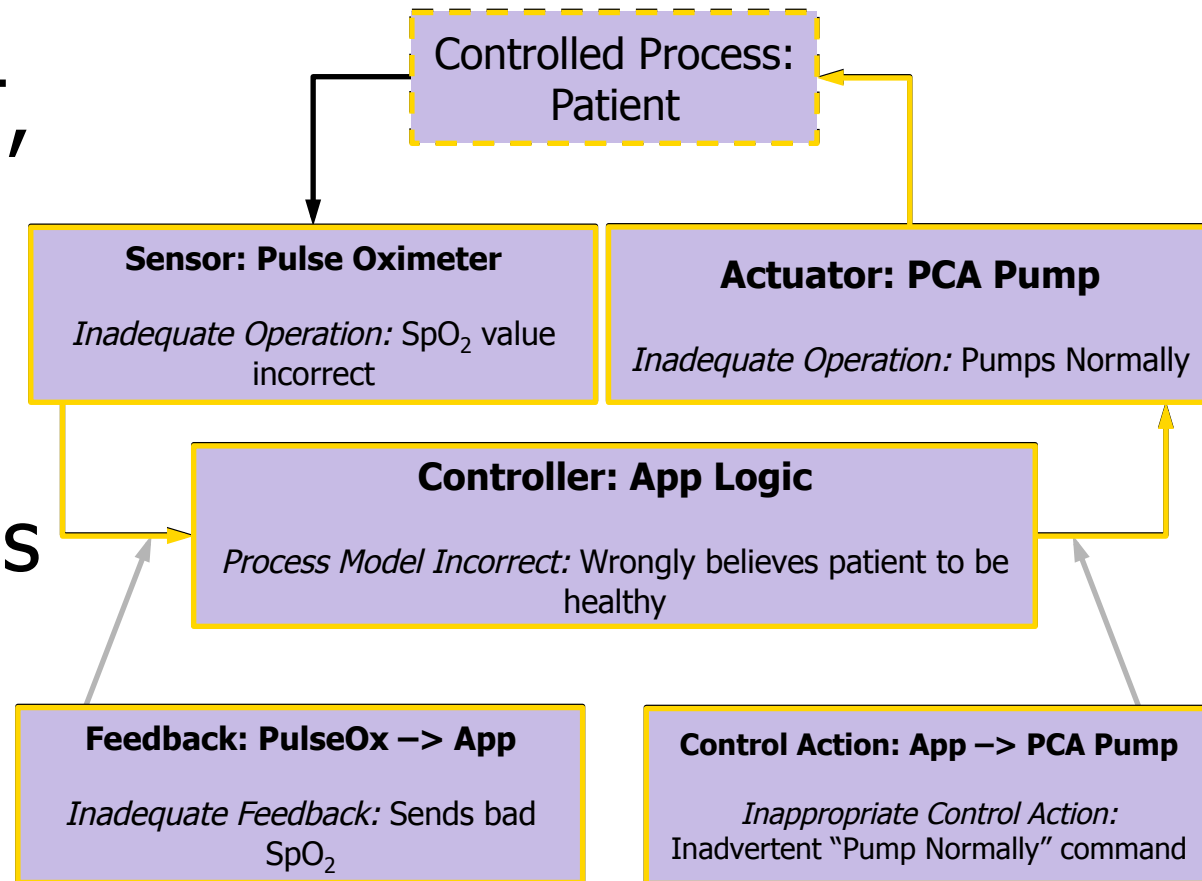 Controlled Process:
Patient
,
s
Sensor: Pulse Oximeter
Inadequate Operation: SpO₂ value
incorrect
Actuator: PCA Pump
Inadequate Operation: Pumps Normally
Controller: App Logic
Process Model Incorrect: Wrongly believes patient to be
healthy
Feedback: PulseOx –> App
Inadequate Feedback: Sends bad
SpO₂
Control Action: App –> PCA Pump
Inappropriate Control Action:
Inadvertent “Pump Normally” command